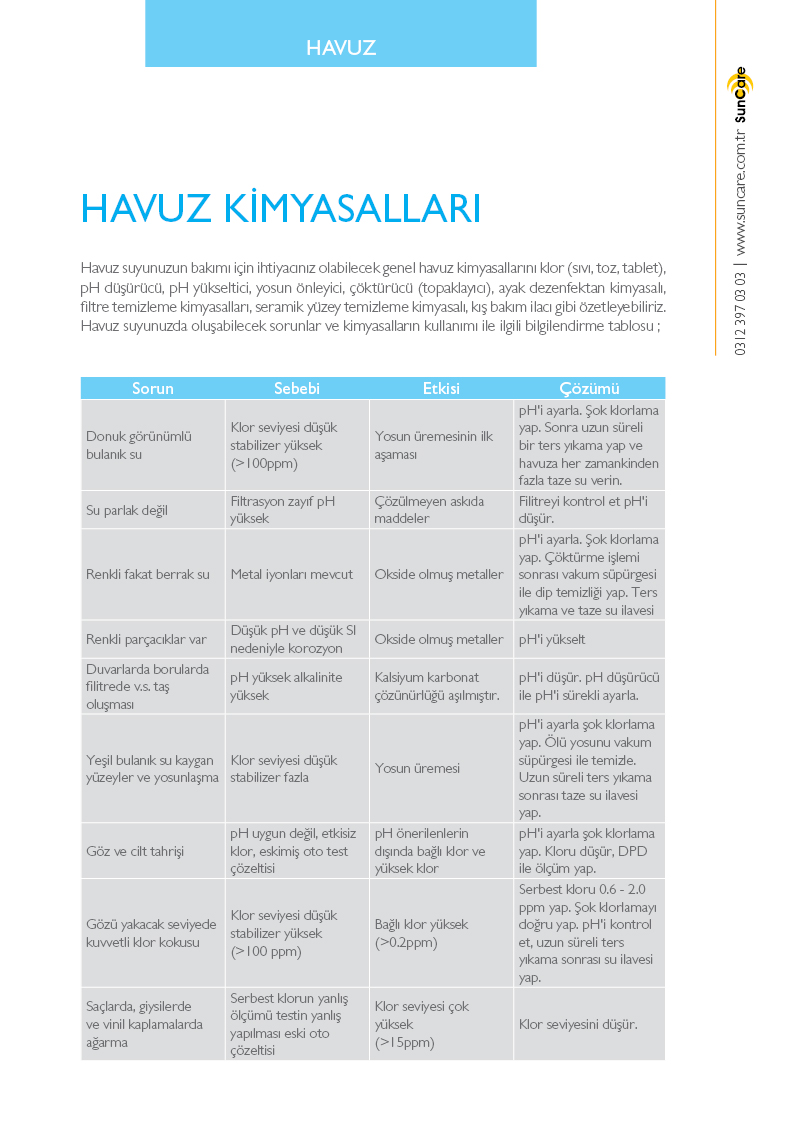 HAVUZ
HAVUZ KİMYASALLARI
Havuz suyunuzun bakımı için ihtiyacınız olabilecek genel havuz kimyasallarını klor (sıvı, toz, tablet),
pH düşürücü, pH yükseltici, yosun önleyici, çöktürücü (topaklayıcı), ayak dezenfektan kimyasalı,
filtre temizleme kimyasalları, seramik yüzey temizleme kimyasalı, kış bakım ilacı gibi özetleyebiliriz.
Havuz suyunuzda oluşabilecek sorunlar ve kimyasalların kullanımı ile ilgili bilgilendirme tablosu ;
Sorun Sebebi Etkisi Çözümü
Donuk görünümlü
bulanık su
Klor seviyesi düşük
stabilizer yüksek
(>100ppm)
Yosun üremesinin ilk
aşaması
pH'i ayarla. Şok klorlama
yap. Sonra uzun süreli
bir ters yıkama yap ve
havuza her zamankinden
fazla taze su verin.
Su parlak değil
Filtrasyon zayıf pH
yüksek
Çözülmeyen askıda
maddeler
Filitreyi kontrol et pH'i
düşür.
Renkli fakat berrak su
Metal iyonları mevcut
Okside olmuş metaller
pH'i ayarla. Şok klorlama
yap. Çöktürme işlemi
sonrası vakum süpürgesi
ile dip temizliği yap. Ters
yıkama ve taze su ilavesi
Renkli parçacıklar var
Düşük pH ve düşük SI
nedeniyle korozyon
Okside olmuş metaller
pH'i yükselt
Duvarlarda borularda
filitrede v.s. taş
oluşması
pH yüksek alkalinite
yüksek
Kalsiyum karbonat
çözünürlüğü aşılmıştır.
pH'i düşür. pH düşürücü
ile pH'i sürekli ayarla.
Yeşil bulanık su kaygan
yüzeyler ve yosunlaşma
Klor seviyesi düşük
stabilizer fazla
Yosun üremesi
pH'i ayarla şok klorlama
yap. Ölü yosunu vakum
süpürgesi ile temizle.
Uzun süreli ters yıkama
sonrası taze su ilavesi
yap.
Göz ve cilt tahrişi
pH uygun değil, etkisiz
klor, eskimiş oto test
çözeltisi
pH önerilenlerin
dışında bağlı klor ve
yüksek klor
pH'i ayarla şok klorlama
yap. Kloru düşür, DPD
ile ölçüm yap.
Gözü yakacak seviyede
kuvvetli klor kokusu
Klor seviyesi düşük
stabilizer yüksek
(>100 ppm)
Bağlı klor yüksek
(>0.2ppm)
Serbest kloru 0.6 - 2.0
ppm yap. Şok klorlamayı
doğru yap. pH'i kontrol
et, uzun süreli ters
yıkama sonrası su ilavesi
yap.
Saçlarda, giysilerde
ve vinil kaplamalarda
ağarma
Serbest klorun yanlış
ölçümü testin yanlış
yapılması eski oto
çözeltisi
Klor seviyesi çok
yüksek
(>15ppm)
Klor seviyesini düşür.
0312 397 03 03 | www.suncare.com.tr SunCare